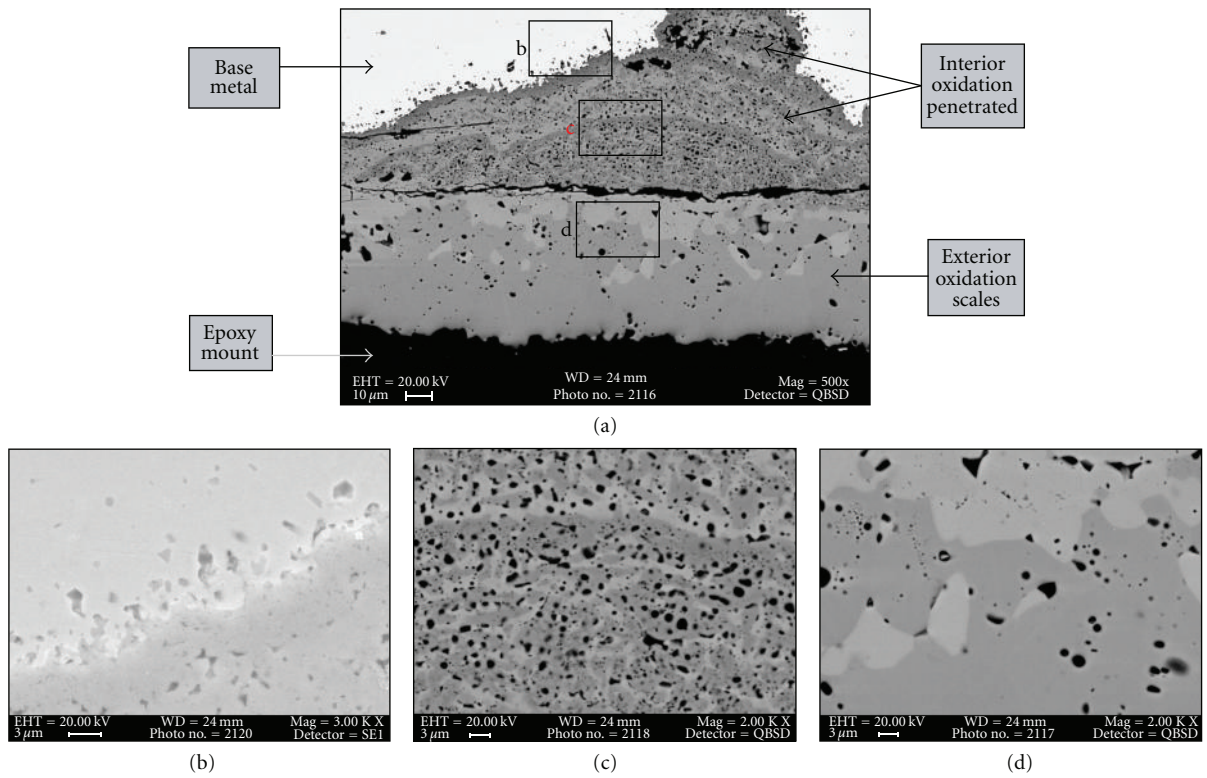 Base
metal
b
c
d
Interior
oxidation
penetrated
Exterior
oxidation
scales
Epoxy
mount
EHT = 20.00 kV
10 µm
WD = 24 mm
Photo no. = 2116
Mag = 500x
Detector = QBSD
(a)
EHT = 20.00 kV
3 µm
WD = 24 mm
Photo no. = 2120
Mag = 3.00 K X
Detector = SE1
EHT = 20.00 kV
3 µm
WD = 24 mm
Photo no. = 2118
Mag = 2.00 K X
Detector = QBSD
EHT = 20.00 kV
3 µm
WD = 24 mm
Photo no. = 2117
Mag = 2.00 K X
Detector = QBSD
(b)
(c)
(d)